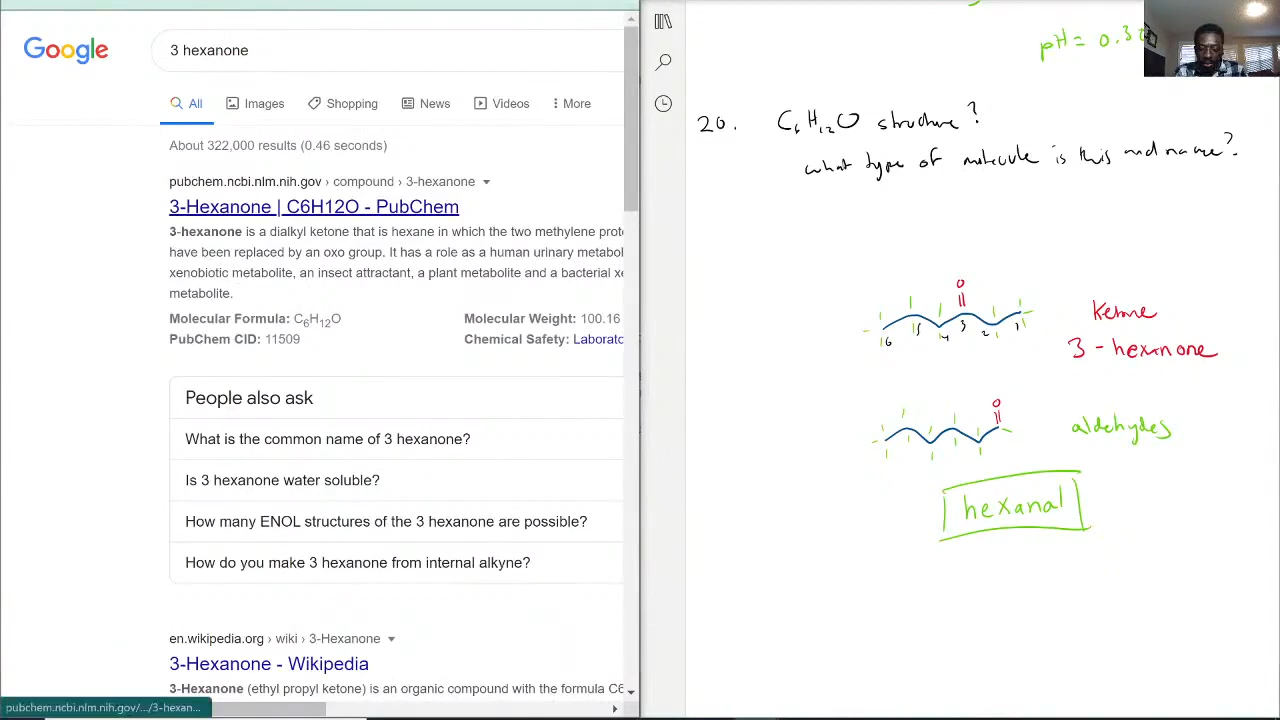 Google
3 hexanone
All
Images
Shopping
News
Videos
More
About 322,000 results (0.46 seconds)
pubchem.ncbi.nlm.nih.gov › compound › 3-hexanone
3-Hexanone | C6H12O - PubChem
3-hexanone is a dialkyl ketone that is hexane in which the two methylene prote
have been replaced by an oxo group. It has a role as a human urinary metabol
xenobiotic metabolite, an insect attractant, a plant metabolite and a bacterial xe
metabolite.
Molecular Formula: C6H12O Molecular Weight: 100.16
PubChem CID: 11509 Chemical Safety: Laborato
People also ask
What is the common name of 3 hexanone?
Is 3 hexanone water soluble?
How many ENOL structures of the 3 hexanone are possible?
How do you make 3 hexanone from internal alkyne?
en.wikipedia.org › wiki › 3-Hexanone
3-Hexanone - Wikipedia
3-Hexanone (ethyl propyl ketone) is an organic compound with the formula C6
pubchem.ncbi.nlm.nih.gov/.../3-hexan...
pH = 0.3
20. C6H12O structure?
what type of molecule is this and name?
O
6 5 4 3 2 1
Ketone
3-hexanone
O
aldehydes
hexanal